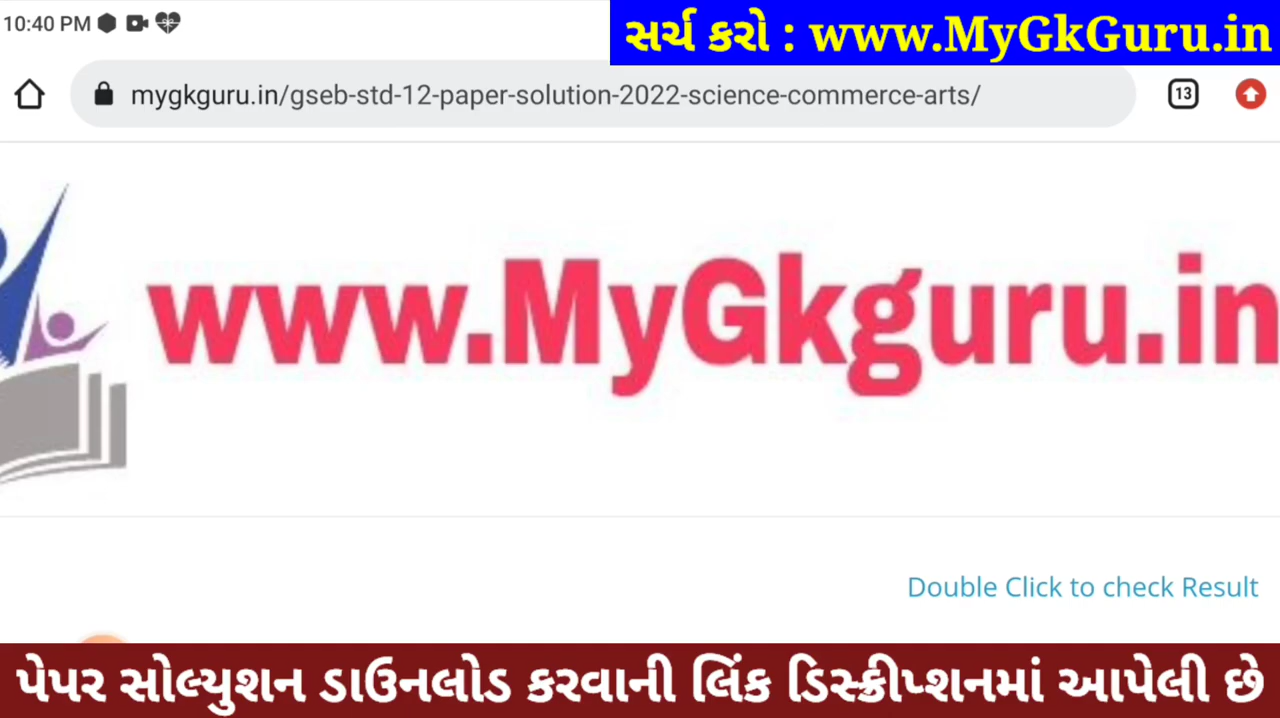 10:40 PM
સર્ચ કરો : www.MyGkGuru.in
mygkguru.in/gseb-std-12-paper-solution-2022-science-commerce-arts/
13
www.MyGkguru.in
Double Click to check Result
પેપર સોલ્યુશન ડાઉનલોડ કરવાની લિંક ડિસ્ક્રીપ્શનમાં આપેલી છે